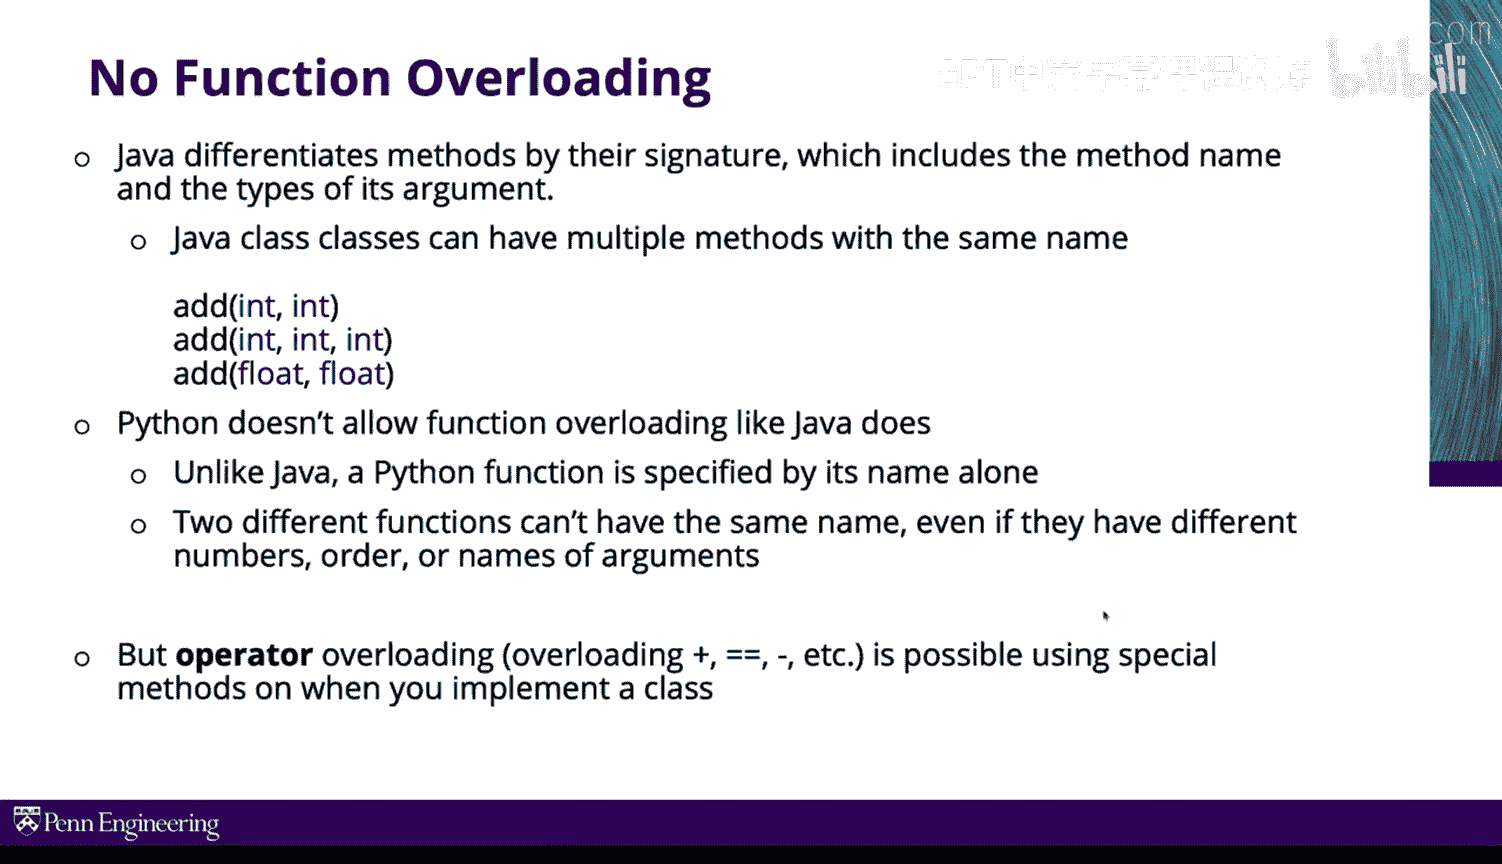 com
No Function Overloading
bilibili
○ Java differentiates methods by their signature, which includes the method name
and the types of its argument.
○ Java class classes can have multiple methods with the same name
add(int, int)
add(int, int, int)
add(float, float)
○ Python doesn't allow function overloading like Java does
○ Unlike Java, a Python function is specified by its name alone
○ Two different functions can't have the same name, even if they have different
numbers, order, or names of arguments
○ But operator overloading (overloading +, ==, -, etc.) is possible using special
methods on when you implement a class
Penn Engineering